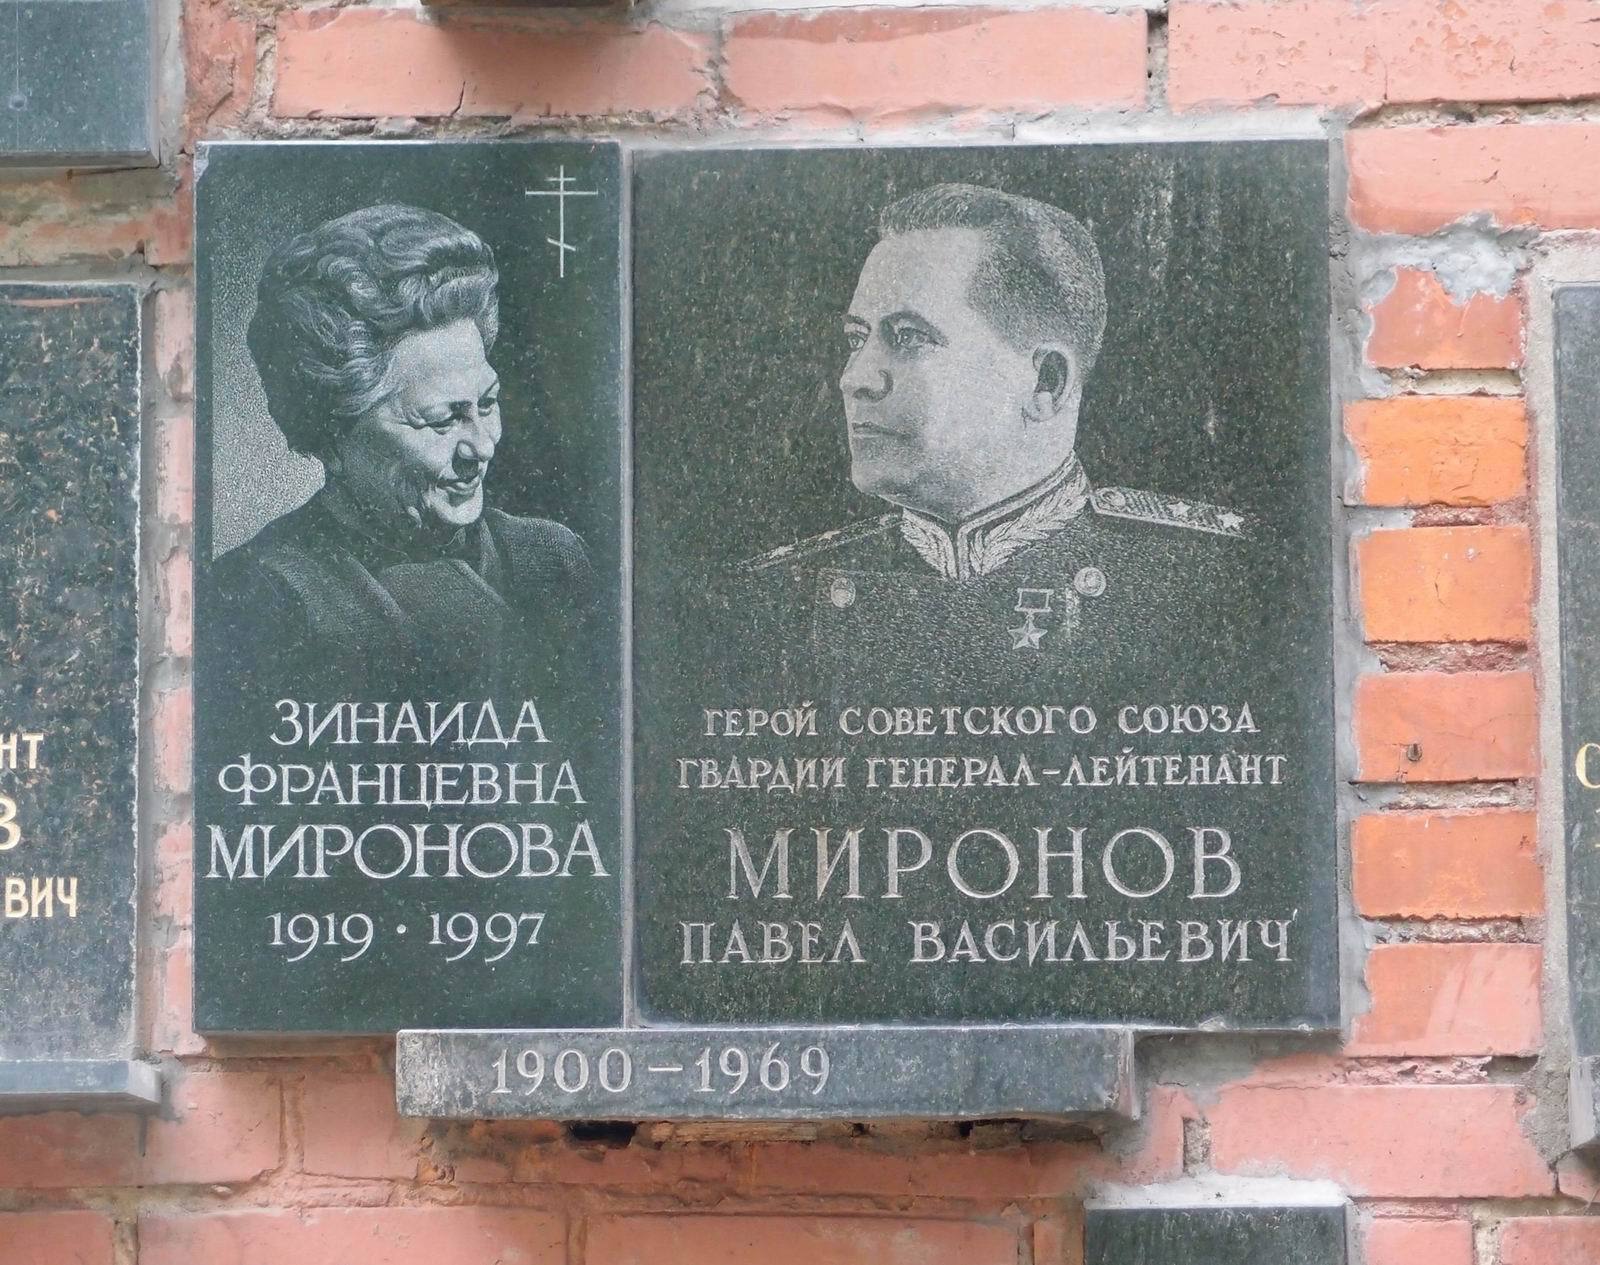 ЗИНАИДА
ФРАНЦЕВНА
МИРОНОВА
1919 · 1997
ГЕРОЙ СОВЕТСКОГО СОЮЗА
ГВАРДИИ ГЕНЕРАЛ-ЛЕЙТЕНАНТ
МИРОНОВ
ПАВЕЛ ВАСИЛЬЕВИЧ
1900-1969
НТ
В
ВИЧ